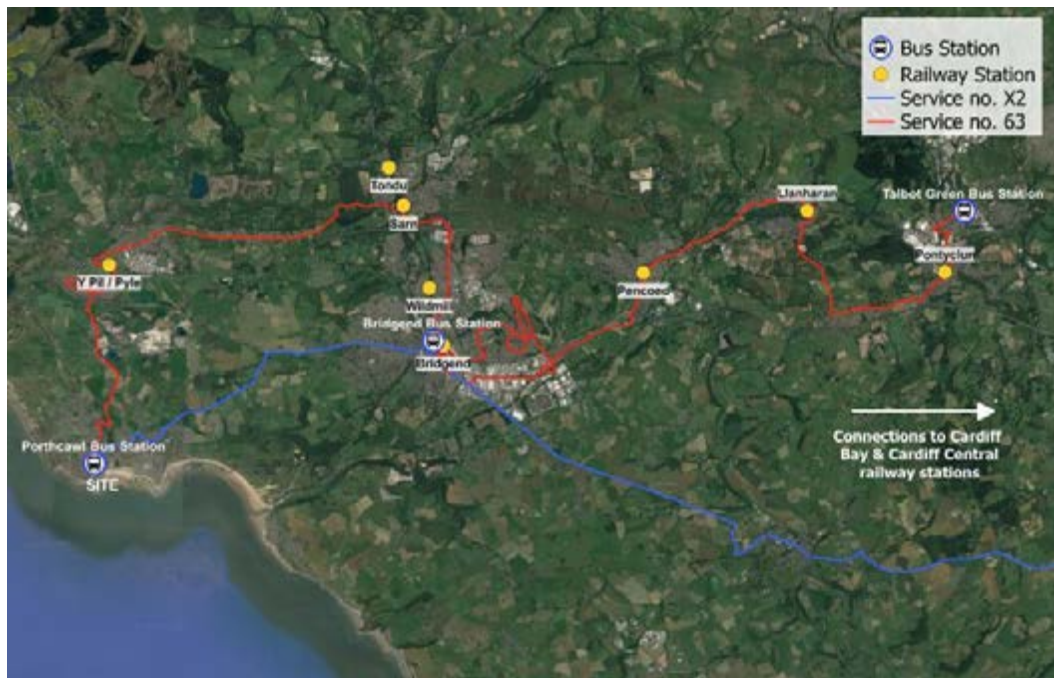 Bus Station
Railway Station
Service no. X2
Service no. 63
Tondu
Sarn
Llanharan
Talbot Green Bus Station
Y Pil / Pyle
Pontyclun
Pencoed
Wildmill
Bridgend Bus Station
Bridgend
Porthcawl Bus Station
SITE
Connections to Cardiff
Bay & Cardiff Central
railway stations